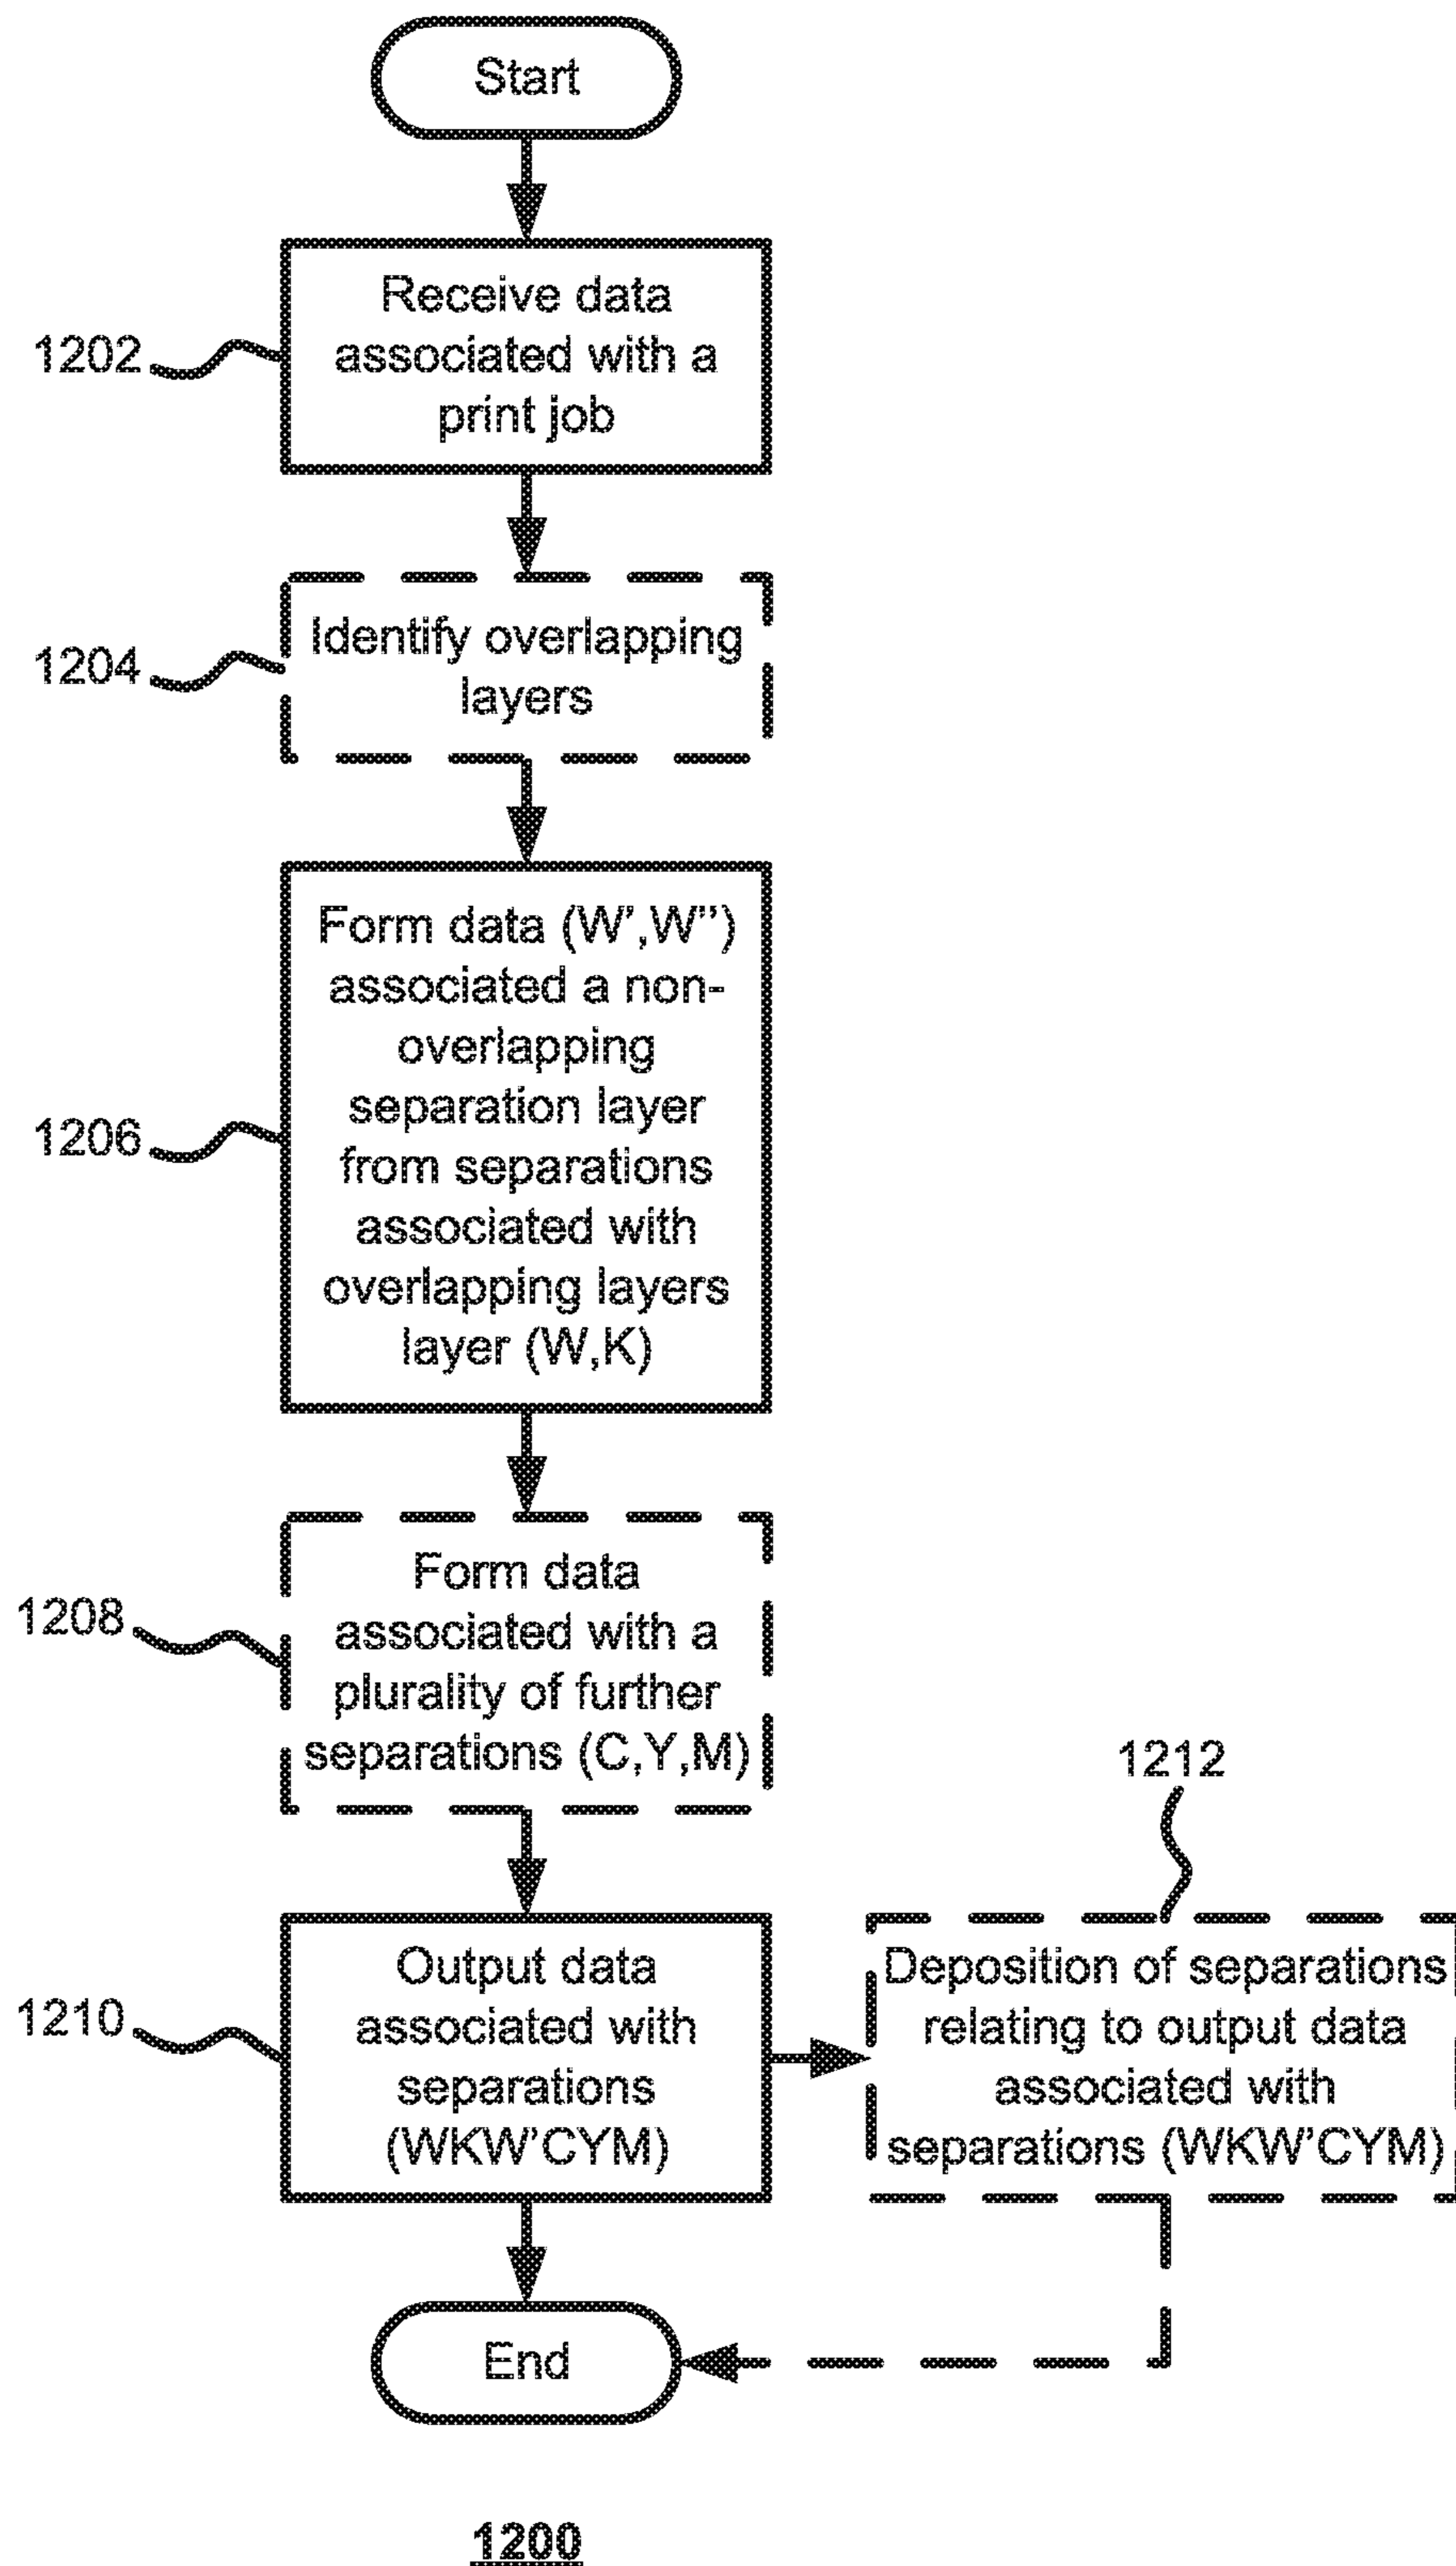 Start
Receive data
associated with a
print job
1202
Identify overlapping
layers
1204
Form data (W',W'')
associated a non-
overlapping
separation layer
from separations
associated with
overlapping layers
layer (W,K)
1206
Form data
associated with a
plurality of further
separations (C,Y,M)
1208
1212
Output data
associated with
separations
(WKW'CYM)
1210
Deposition of separations
relating to output data
associated with
separations (WKW'CYM)
End
1200